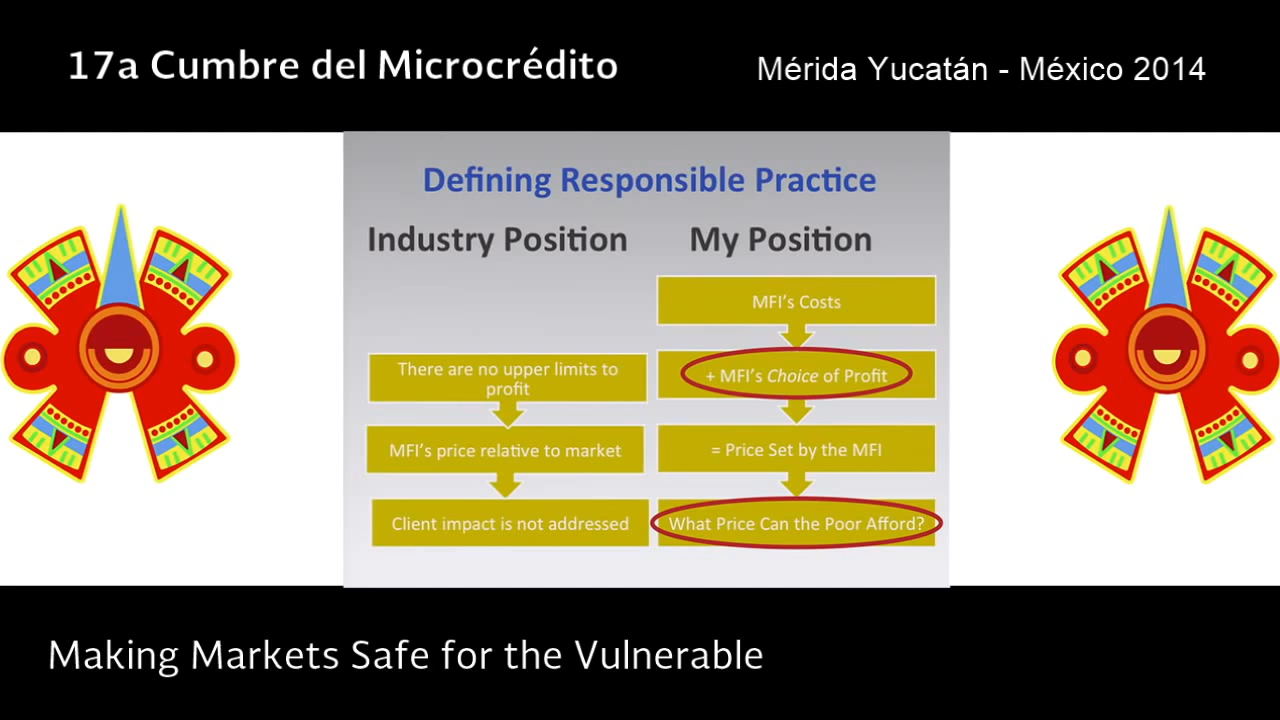 17a Cumbre del Microcrédito
Mérida Yucatán - México 2014
Defining Responsible Practice
Industry Position
There are no upper limits to
profit
MFI's price relative to market
Client impact is not addressed
My Position
MFI's Costs
+ MFI's Choice of Profit
= Price Set by the MFI
What Price Can the Poor Afford?
Making Markets Safe for the Vulnerable